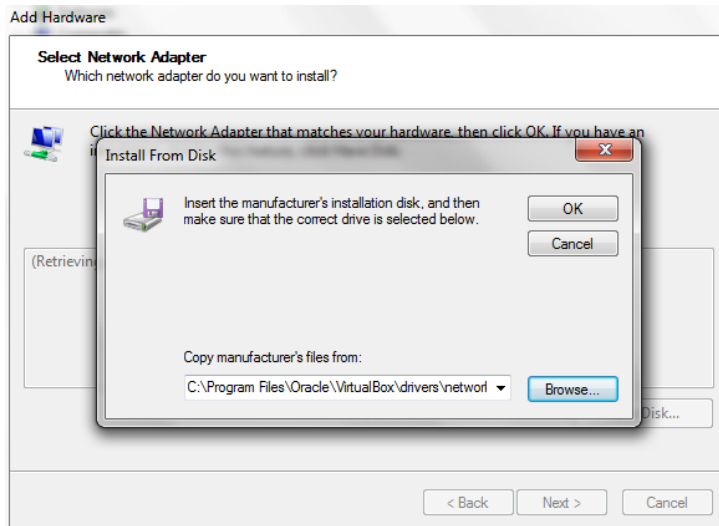 Add Hardware
Select Network Adapter
Which network adapter do you want to install?
Click the Network Adapter that matches your hardware, then click OK. If you have an
Install From Disk
Insert the manufacturer's installation disk, and then
make sure that the correct drive is selected below.
OK
Cancel
(Retrievin
Copy manufacturer's files from:
C:\Program Files\Oracle\VirtualBox\drivers\network
Browse...
Disk...
< Back
Next >
Cancel